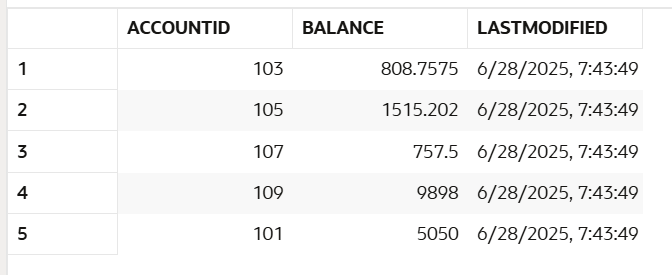 ACCOUNTID BALANCE LASTMODIFIED
1 103 808.7575 6/28/2025, 7:43:49
2 105 1515.202 6/28/2025, 7:43:49
3 107 757.5 6/28/2025, 7:43:49
4 109 9898 6/28/2025, 7:43:49
5 101 5050 6/28/2025, 7:43:49